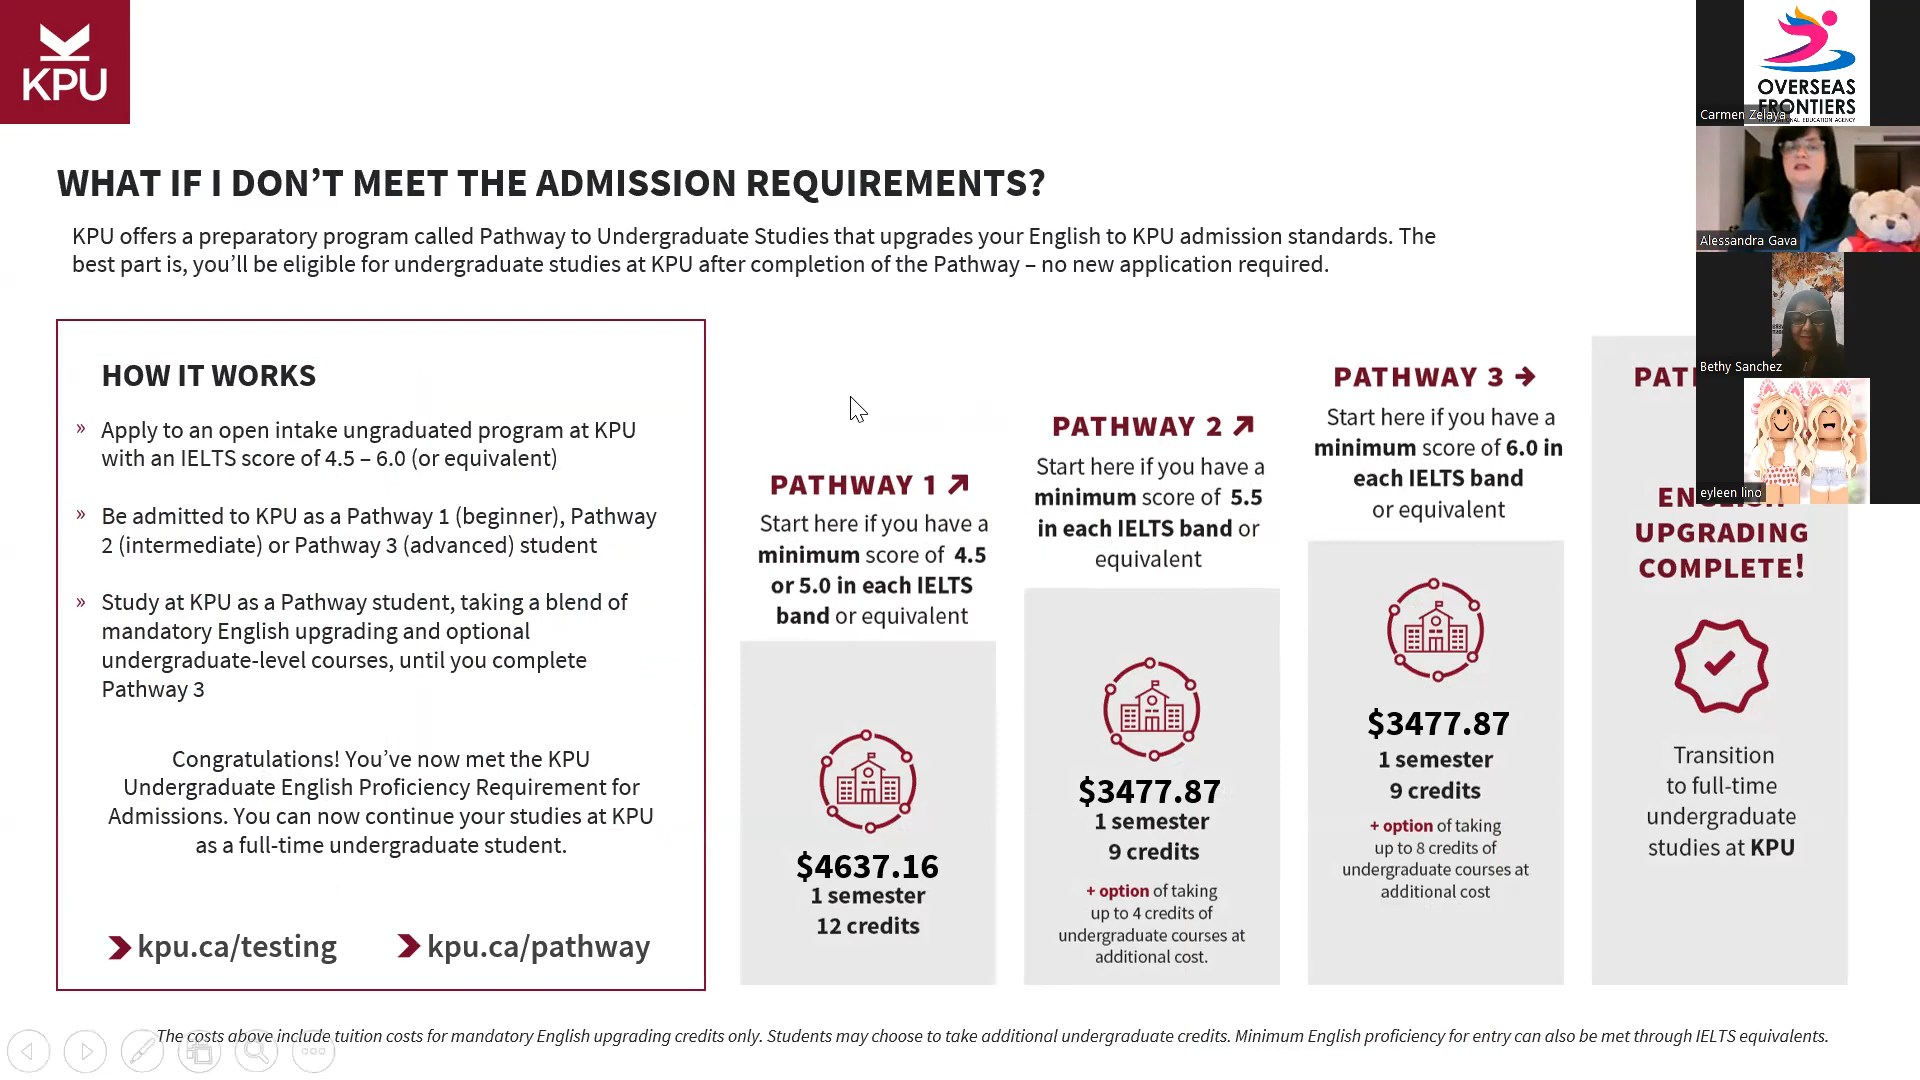 KPU
WHAT IF I DON’T MEET THE ADMISSION REQUIREMENTS?
KPU offers a preparatory program called Pathway to Undergraduate Studies that upgrades your English to KPU admission standards. The
best part is, you’ll be eligible for undergraduate studies at KPU after completion of the Pathway – no new application required.
HOW IT WORKS
» Apply to an open intake ungraduated program at KPU
with an IELTS score of 4.5 – 6.0 (or equivalent)
» Be admitted to KPU as a Pathway 1 (beginner), Pathway
2 (intermediate) or Pathway 3 (advanced) student
» Study at KPU as a Pathway student, taking a blend of
mandatory English upgrading and optional
undergraduate-level courses, until you complete
Pathway 3
Congratulations! You’ve now met the KPU
Undergraduate English Proficiency Requirement for
Admissions. You can now continue your studies at KPU
as a full-time undergraduate student.
kpu.ca/testing
kpu.ca/pathway
PATHWAY 1
Start here if you have a
minimum score of 4.5
or 5.0 in each IELTS
band or equivalent
$4637.16
1 semester
12 credits
PATHWAY 2
Start here if you have a
minimum score of 5.5
in each IELTS band or
equivalent
$3477.87
1 semester
9 credits
+ option of taking
up to 4 credits of
undergraduate courses at
additional cost.
PATHWAY 3
Start here if you have a
minimum score of 6.0 in
each IELTS band
or equivalent
$3477.87
1 semester
9 credits
+ option of taking
up to 8 credits of
undergraduate courses at
additional cost
ENGLISH
UPGRADING
COMPLETE!
Transition
to full-time
undergraduate
studies at KPU
The costs above include tuition costs for mandatory English upgrading credits only. Students may choose to take additional undergraduate credits. Minimum English proficiency for entry can also be met through IELTS equivalents.
OVERSEAS
FRONTIERS
EDUCATION AGENCY
Carmen Zelaya
Alessandra Gava
Bethy Sanchez
eyleen lino